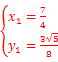 {x₁ = 7/4
y₁ = 3√5/8